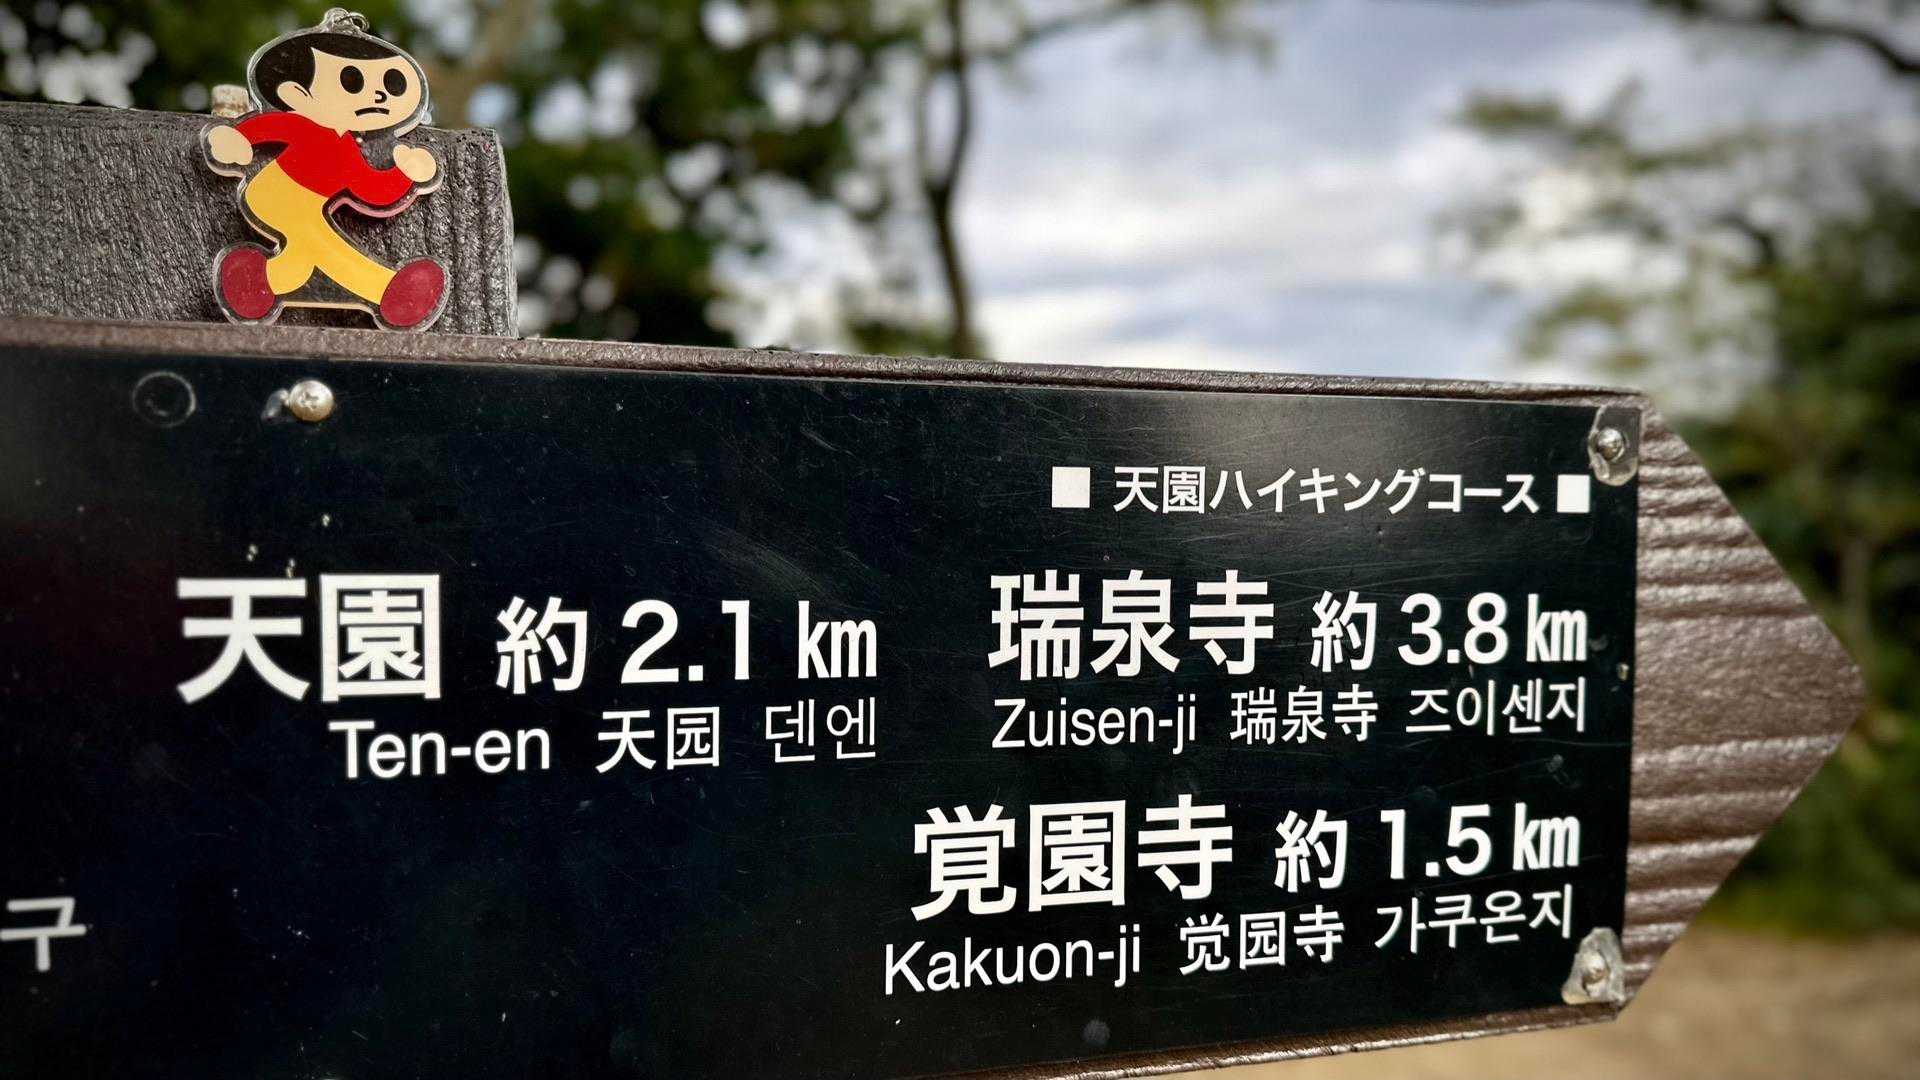 ■ 天園ハイキングコース ■
天園 約 2.1 km
Ten-en 天园 덴엔
瑞泉寺 約 3.8 km
Zuisen-ji 瑞泉寺 즈이센지
覚園寺 約 1.5 km
Kakuon-ji 觉园寺 가쿠온지
구